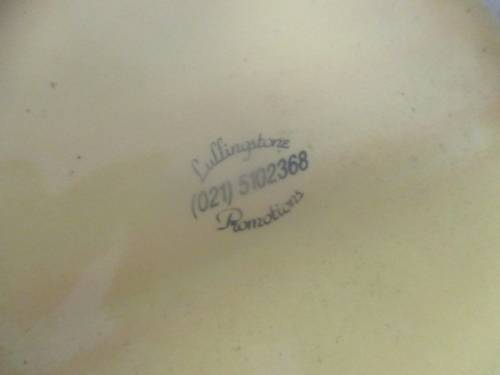 Lullingstone
(021) 5102368
Promotions